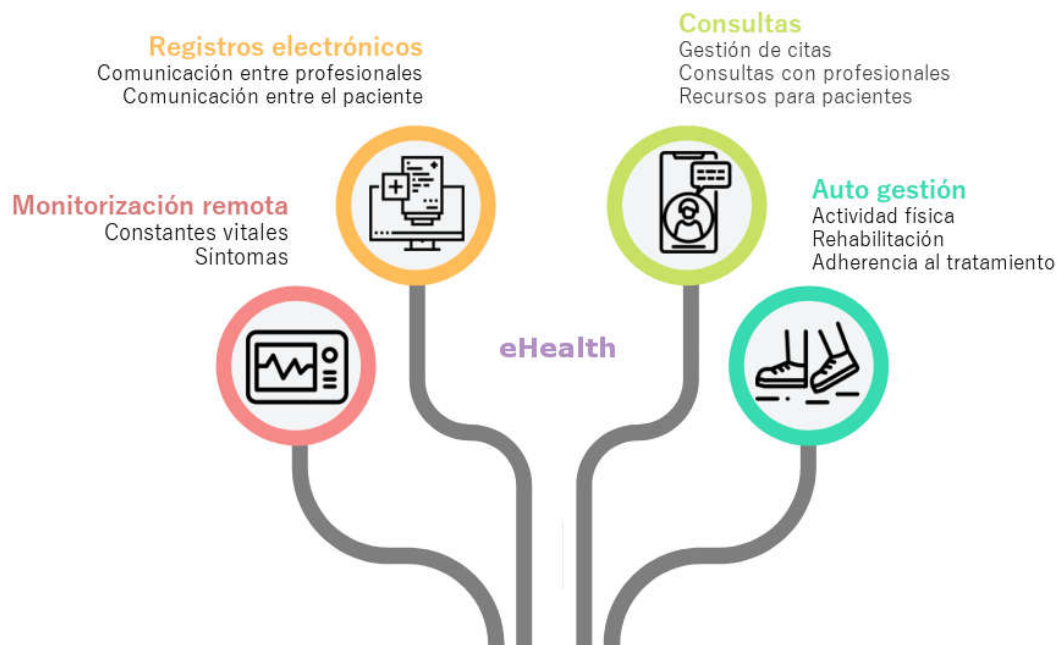 Registros electrónicos
Comunicación entre profesionales
Comunicación entre el paciente
Consultas
Gestión de citas
Consultas con profesionales
Recursos para pacientes
Monitorización remota
Constantes vitales
Síntomas
Auto gestión
Actividad física
Rehabilitación
Adherencia al tratamiento
eHealth